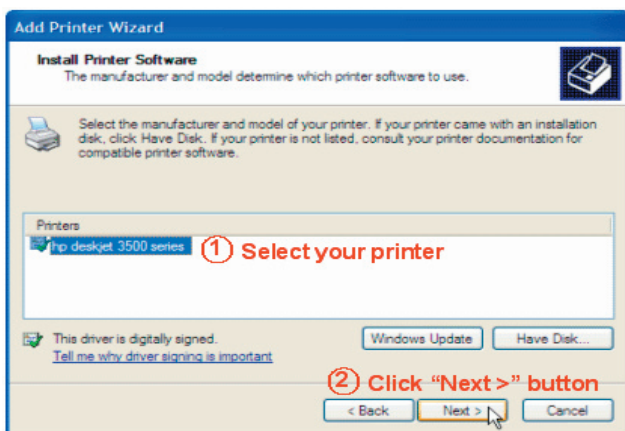 Add Printer Wizard
Install Printer Software
The manufacturer and model determine which printer software to use.
Select the manufacturer and model of your printer. If your printer came with an installation
disk, click Have Disk. If your printer is not listed, consult your printer documentation for
compatible printer software.
Printers
hp deskjet 3500 series
① Select your printer
This driver is digitally signed.
Tell me why driver signing is important
Windows Update
Have Disk...
② Click “Next >” button
< Back
Next >
Cancel